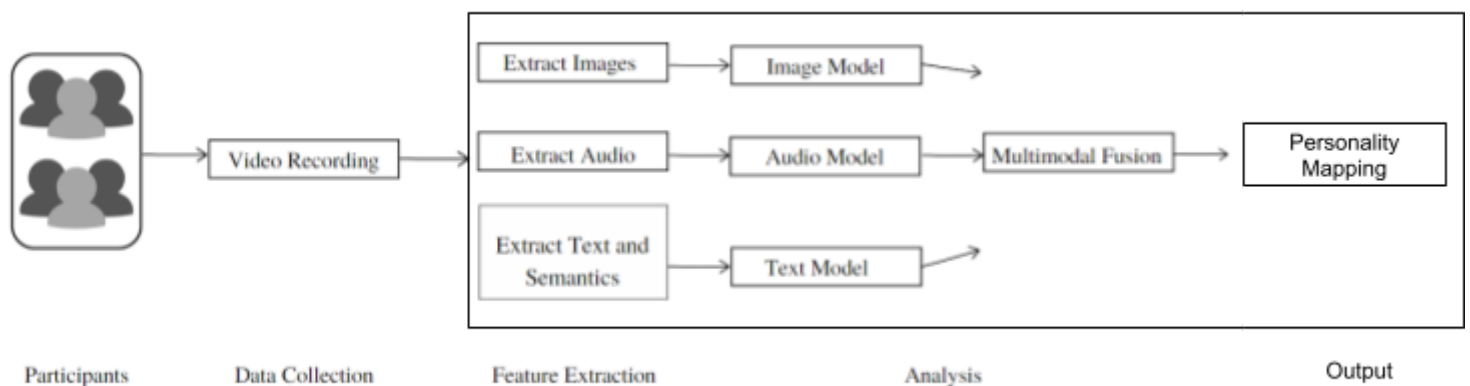 Extract Images
Image Model
Video Recording
Extract Audio
Audio Model
Multimodal Fusion
Personality
Mapping
Extract Text and
Semantics
Text Model
Participants
Data Collection
Feature Extraction
Analysis
Output